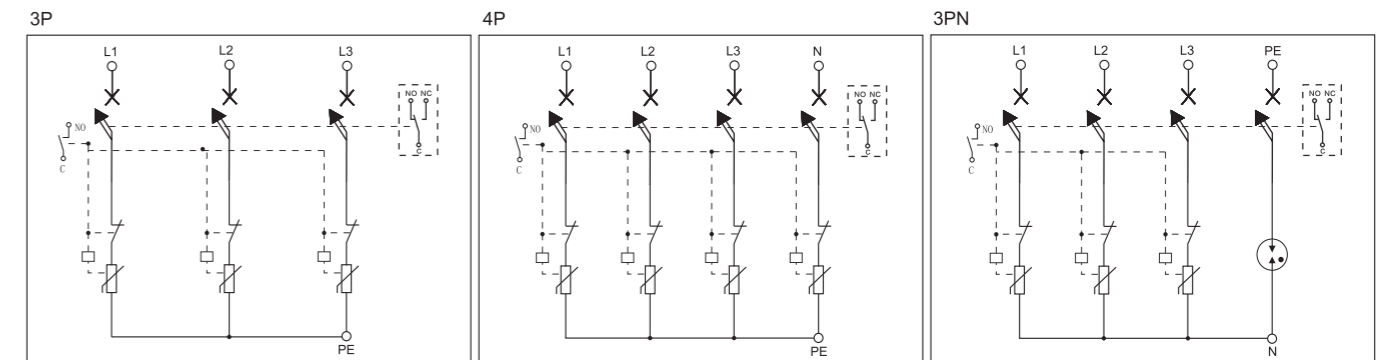 3P
L1 L2 L3
NO NC
NO
C
C
PE
4P
L1 L2 L3 N
NO NC
NO
C
C
PE
3PN
L1 L2 L3 PE
NO NC
NO
C
C
N